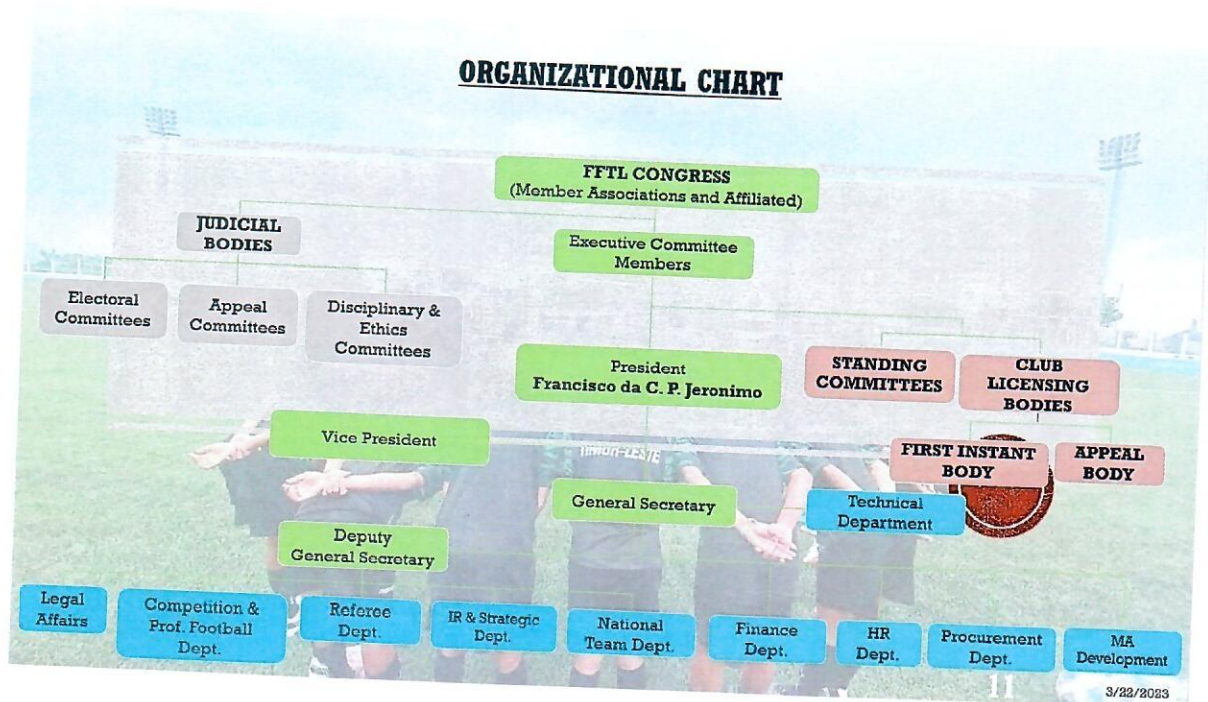 ORGANIZATIONAL CHART
FFTL CONGRESS
(Member Associations and Affiliated)
JUDICIAL
BODIES
Executive Committee
Members
Electoral
Committees
Appeal
Committees
Disciplinary &
Ethics
Committees
President
Francisco da C. P. Jeronimo
STANDING
COMMITTEES
CLUB
LICENSING
BODIES
Vice President
TIMOR-LESTE
FIRST INSTANT
BODY
APPEAL
BODY
General Secretary
Technical
Department
Deputy
General Secretary
Legal
Affairs
Competition &
Prof. Football
Dept.
Referee
Dept.
IR & Strategic
Dept.
National
Team Dept.
Finance
Dept.
HR
Dept.
Procurement
Dept.
MA
Development
11
3/22/2023